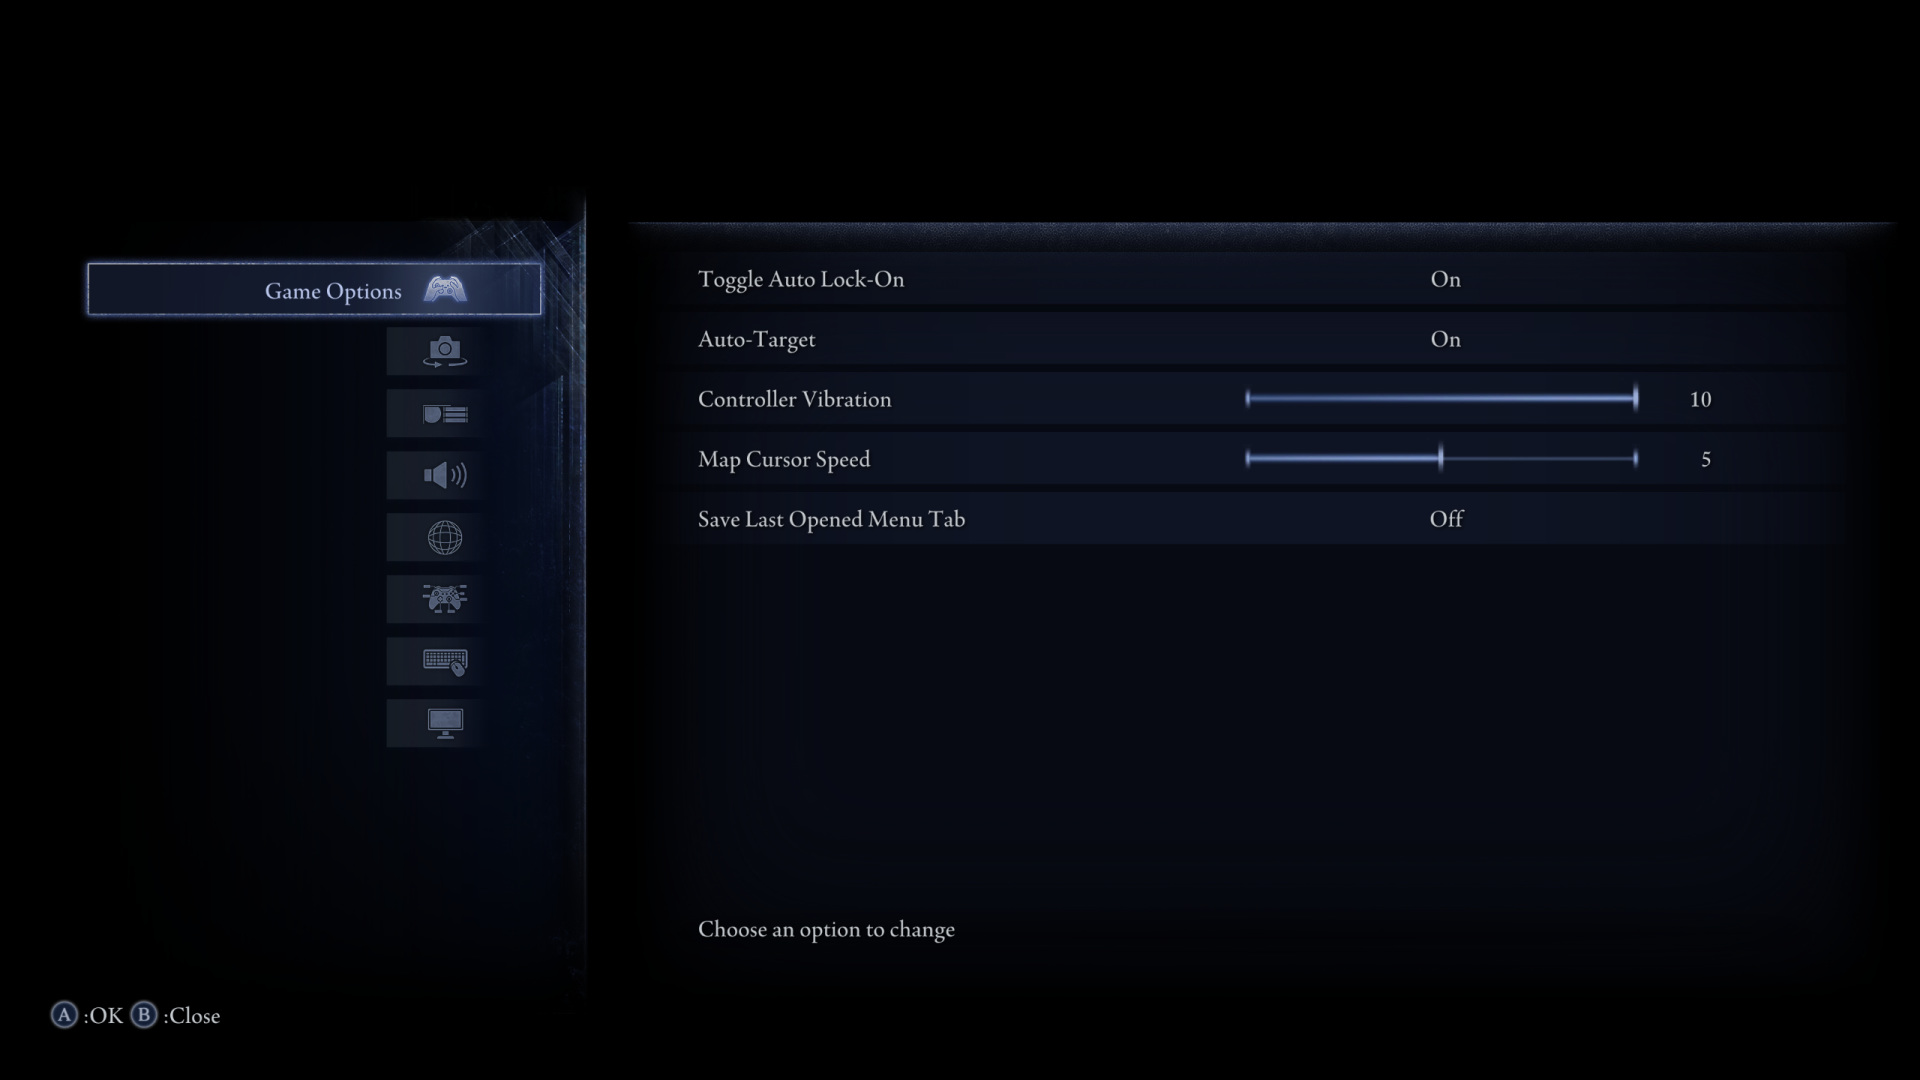 Game Options
Toggle Auto Lock-On On
Auto-Target On
Controller Vibration 10
Map Cursor Speed 5
Save Last Opened Menu Tab Off
Choose an option to change
A :OK B :Close